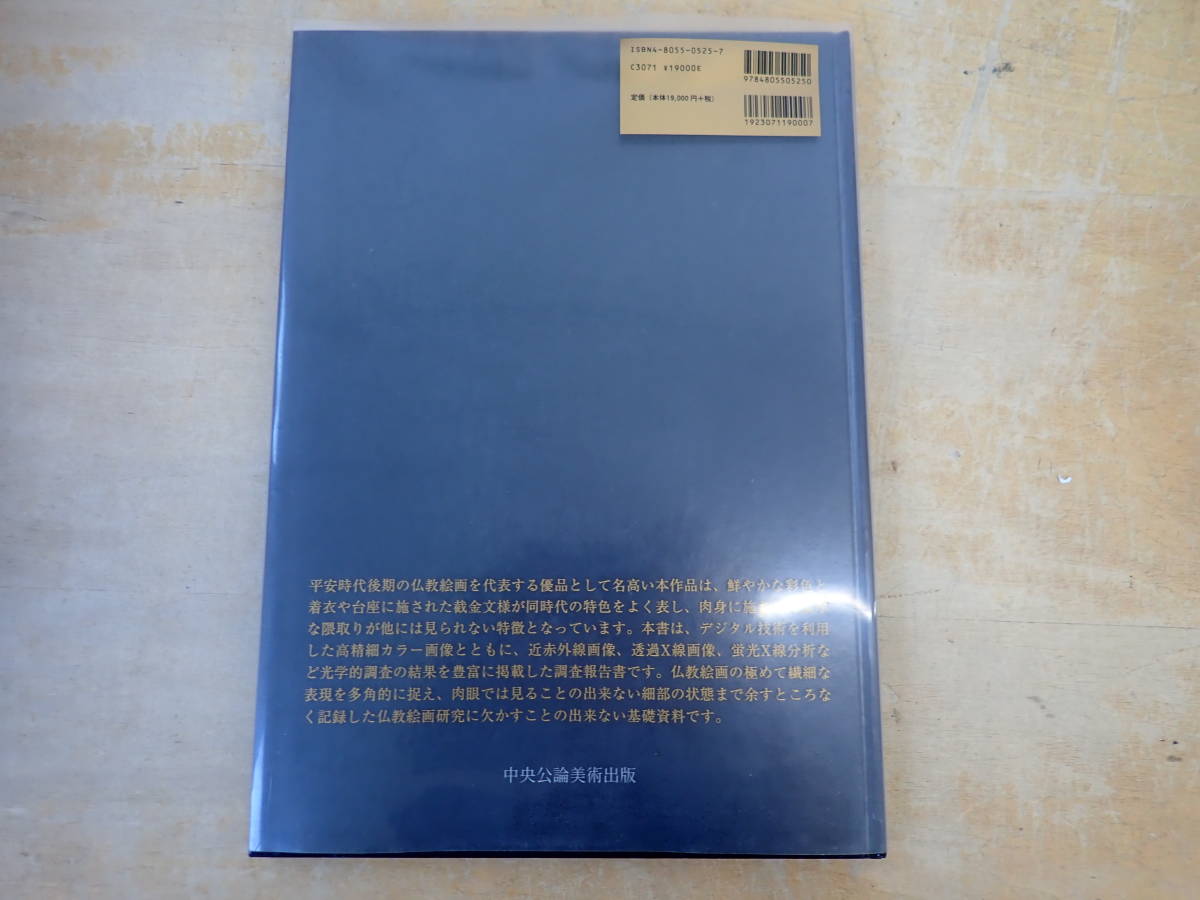 ISBN4-8055-0525-7
C3071 ¥19000E
定価（本体19,000円+税）
9784805505250
1923071190007
平安時代後期の仏教絵画を代表する優品として名高い本作品は、鮮やかな彩色と
着衣や台座に施された截金文様が同時代の特色をよく表し、肉身に施
な隈取りが他には見られない特徴となっています。本書は、デジタル技術を利用
した高精細カラー画像とともに、近赤外線画像、透過X線画像、蛍光X線分析な
ど光学的調査の結果を豊富に掲載した調査報告書です。仏教絵画の極めて繊細な
表現を多角的に捉え、肉眼では見ることの出来ない細部の状態まで余すところな
く記録した仏教絵画研究に欠かすことの出来ない基礎資料です。
中央公論美術出版